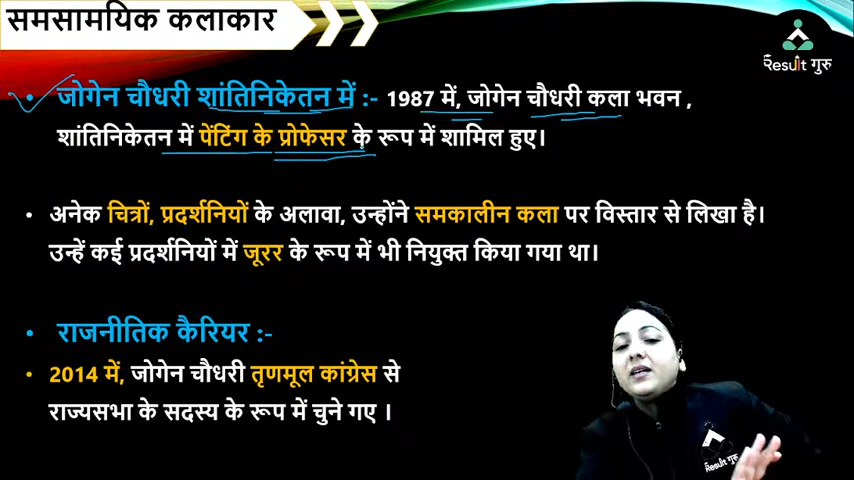 समसामयिक कलाकार
Result गुरु
• जोगेन चौधरी शांतिनिकेतन में :- 1987 में, जोगेन चौधरी कला भवन ,
शांतिनिकेतन में पेंटिंग के प्रोफेसर के रूप में शामिल हुए।
• अनेक चित्रों, प्रदर्शनियों के अलावा, उन्होंने समकालीन कला पर विस्तार से लिखा है।
उन्हें कई प्रदर्शनियों में जूरर के रूप में भी नियुक्त किया गया था।
• राजनीतिक कैरियर :-
• 2014 में, जोगेन चौधरी तृणमूल कांग्रेस से
राज्यसभा के सदस्य के रूप में चुने गए ।
Result गुरु